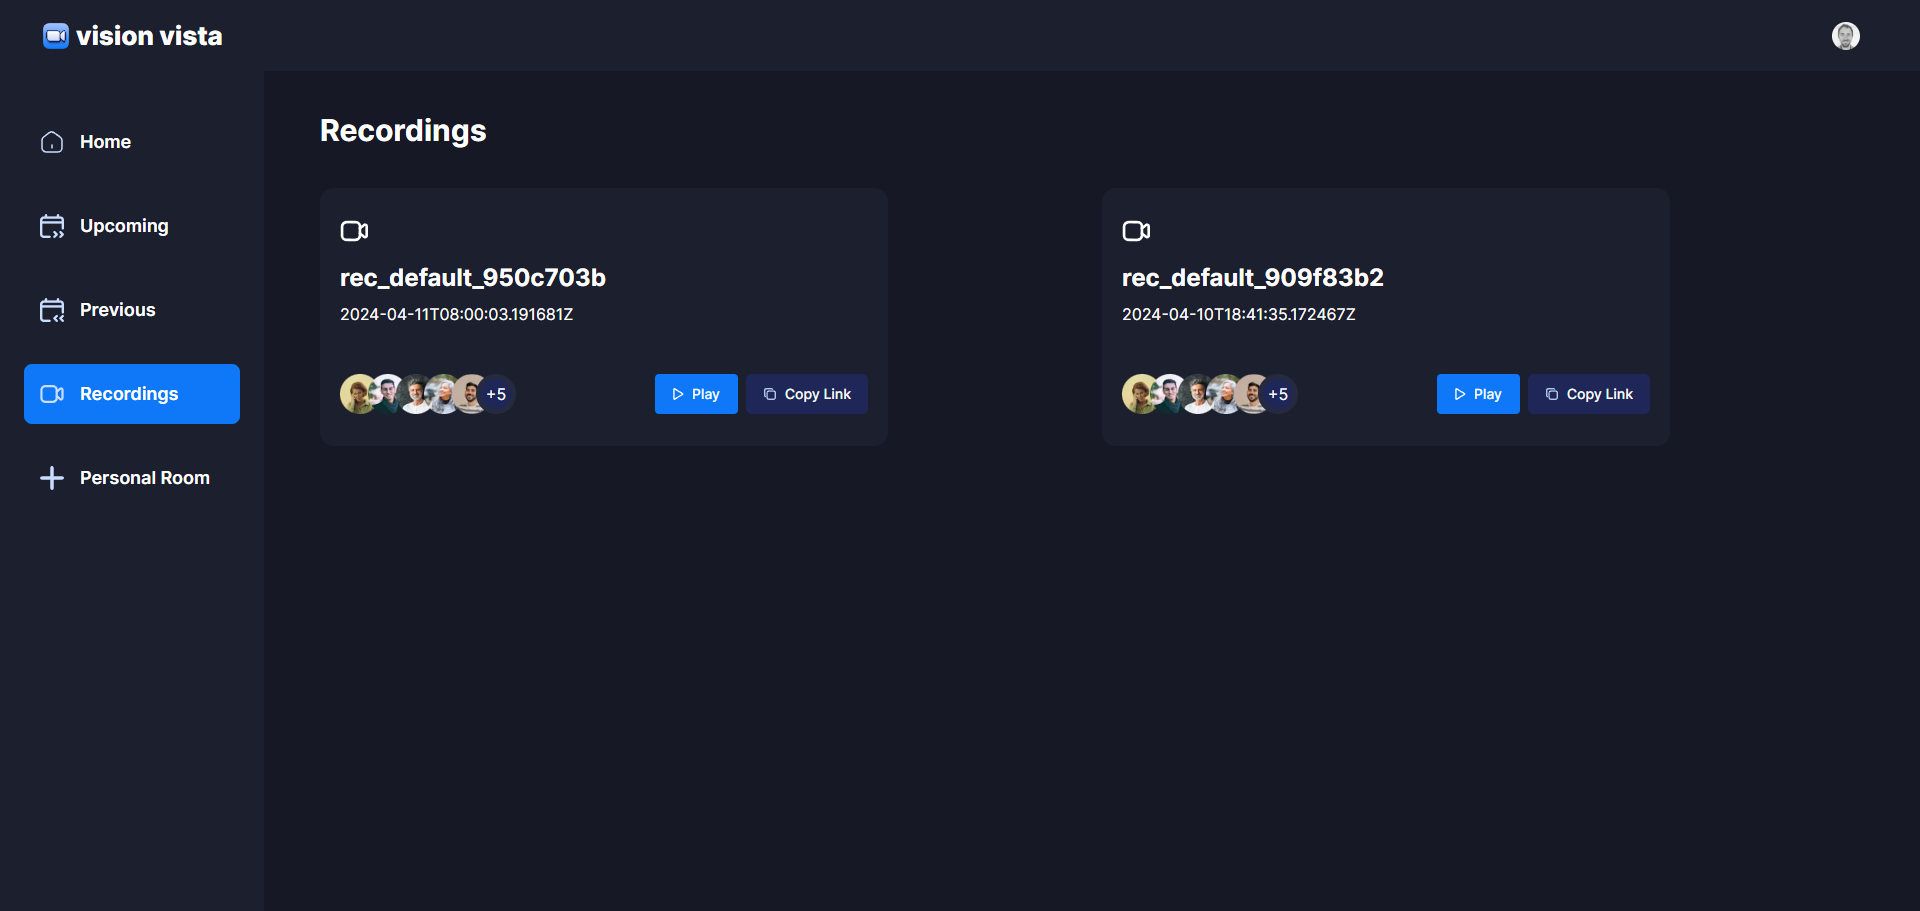 vision vista
Home
Upcoming
Previous
Recordings
Personal Room
Recordings
rec_default_950c703b
2024-04-11T08:00:03.191681Z
+5
Play
Copy Link
rec_default_909f83b2
2024-04-10T18:41:35.172467Z
+5
Play
Copy Link